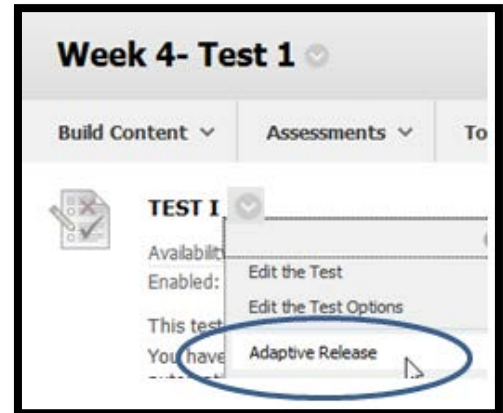 Week 4- Test 1
Build Content Assessments To
TEST I
Availabilit
Enabled:
Edit the Test
Edit the Test Options
This test
You have
Adaptive Release